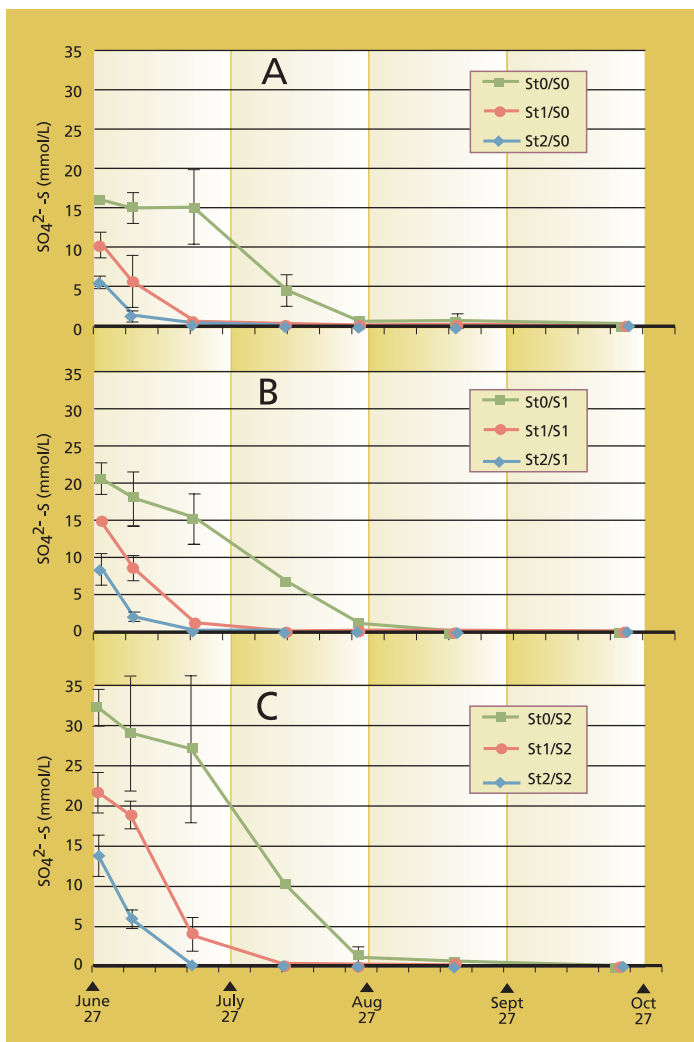 A
35
30
25
20
15
10
5
0
SO₄²⁻ -S (mmol/L)
St0/S0
St1/S0
St2/S0
B
35
30
25
20
15
10
5
0
SO₄²⁻ -S (mmol/L)
St0/S1
St1/S1
St2/S1
C
35
30
25
20
15
10
5
0
SO₄²⁻ -S (mmol/L)
St0/S2
St1/S2
St2/S2
June
27
July
27
Aug
27
Sept
27
Oct
27